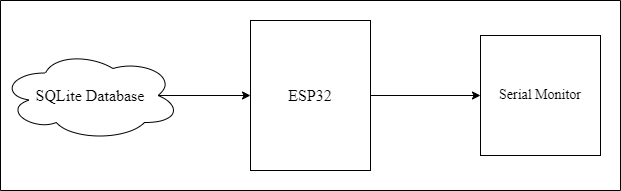 SQLite Database
ESP32
Serial Monitor